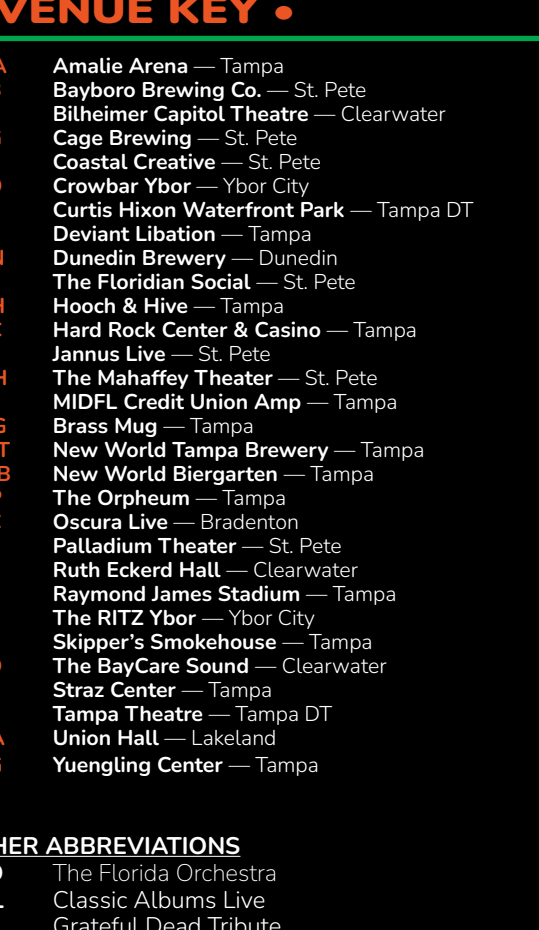 VENUE KEY •
A Amalie Arena — Tampa
Bayboro Brewing Co. — St. Pete
Bilheimer Capitol Theatre — Clearwater
Cage Brewing — St. Pete
Coastal Creative — St. Pete
Crowbar Ybor — Ybor City
Curtis Hixon Waterfront Park — Tampa DT
Deviant Libation — Tampa
N Dunedin Brewery — Dunedin
The Floridian Social — St. Pete
H Hooch & Hive — Tampa
Hard Rock Center & Casino — Tampa
Jannus Live — St. Pete
H The Mahaffey Theater — St. Pete
MIDFL Credit Union Amp — Tampa
G Brass Mug — Tampa
T New World Tampa Brewery — Tampa
B New World Biergarten — Tampa
The Orpheum — Tampa
Oscura Live — Bradenton
Palladium Theater — St. Pete
Ruth Eckerd Hall — Clearwater
Raymond James Stadium — Tampa
The RITZ Ybor — Ybor City
Skipper’s Smokehouse — Tampa
The BayCare Sound — Clearwater
Straz Center — Tampa
Tampa Theatre — Tampa DT
A Union Hall — Lakeland
Yuengling Center — Tampa
HER ABBREVIATIONS
The Florida Orchestra
L Classic Albums Live
Grateful Dead Tribute